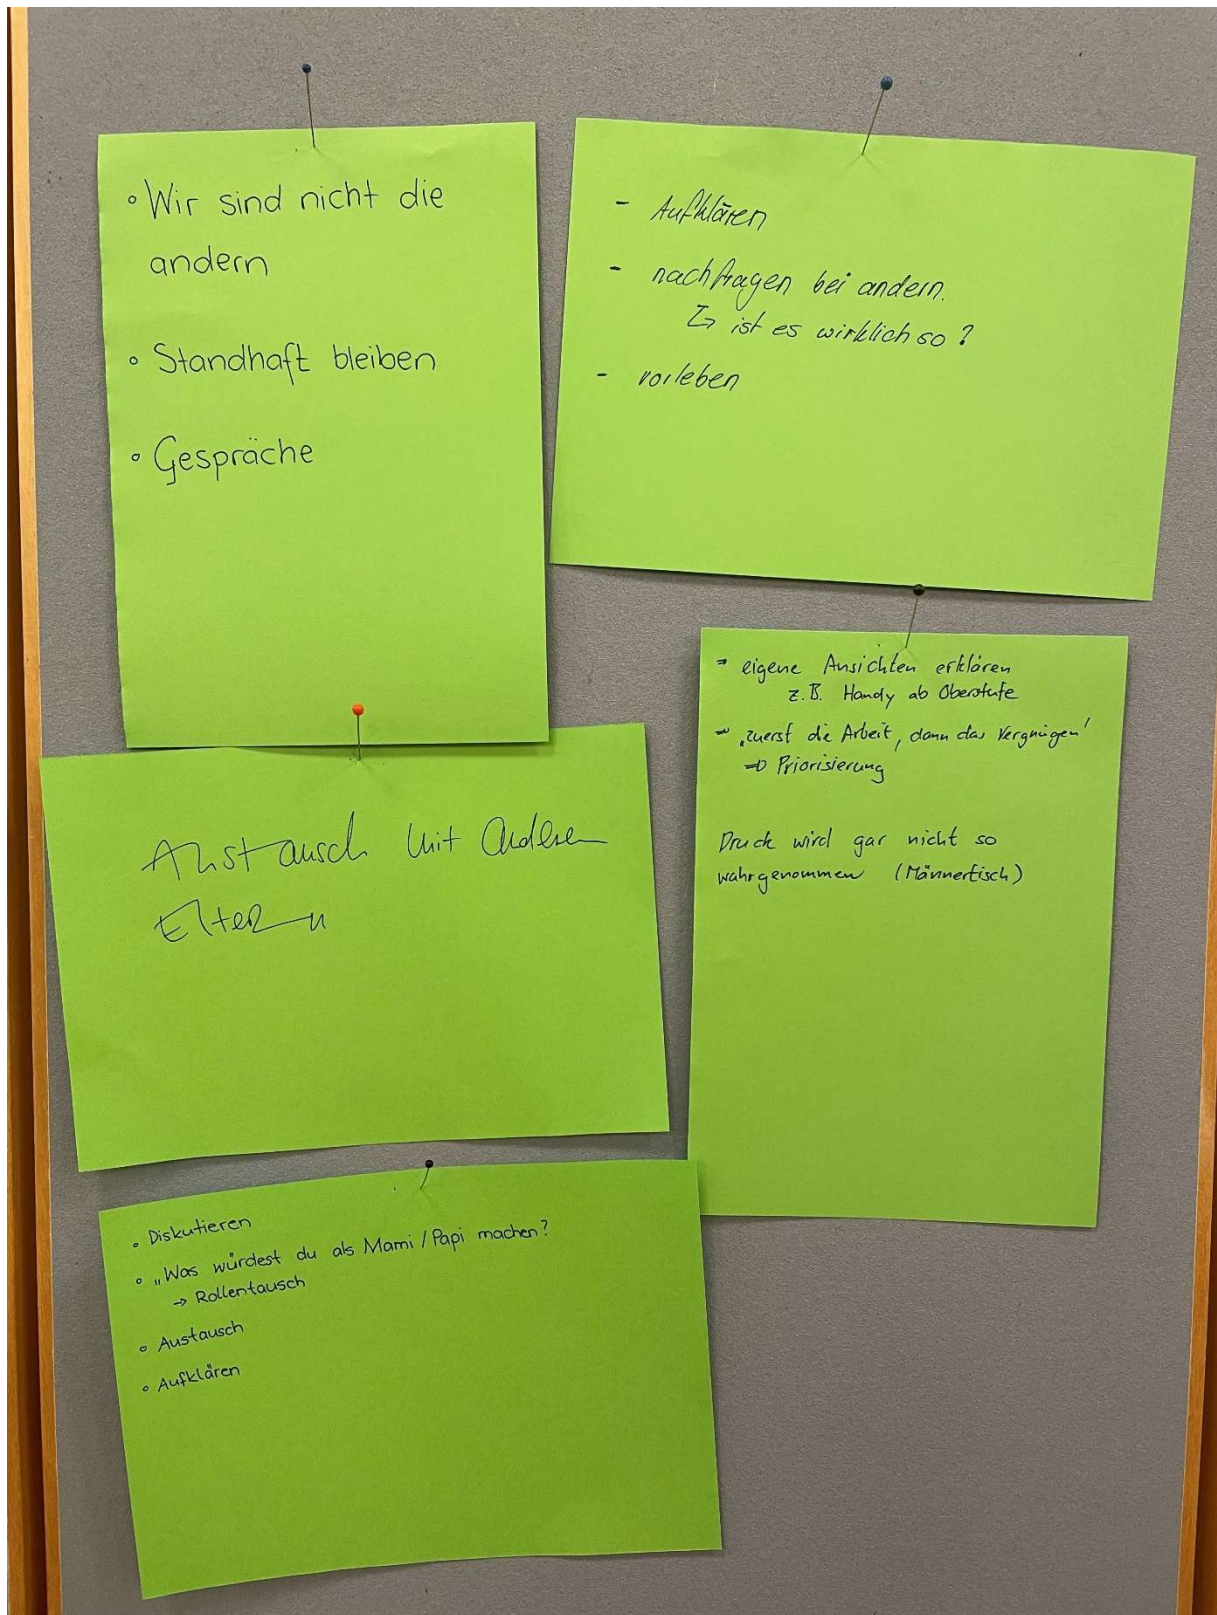 ° Wir sind nicht die
andern
° Standhaft bleiben
° Gespräche
- Aufklären
- nachfragen bei andern.
↳ ist es wirklich so?
- vorleben
→ eigene Ansichten erklären
z.B. Handy ab Oberstufe
→ „zuerst die Arbeit, dann das Vergnügen"
⇒ Priorisierung
Druck wird gar nicht so
wahrgenommen (Männertisch)
Austausch mit anderen
Eltern
° Diskutieren
° „Was würdest du als Mami / Papi machen?
→ Rollentausch
° Austausch
° Aufklären